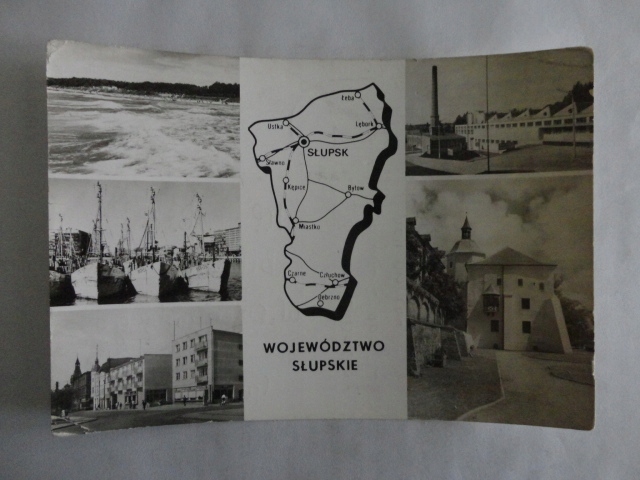 Łeba
Ustka
Lębork
SŁUPSK
Sławno
Kępice
Bytów
Miastko
Czarne
Człuchów
Debrzno
WOJEWÓDZTWO
SŁUPSKIE